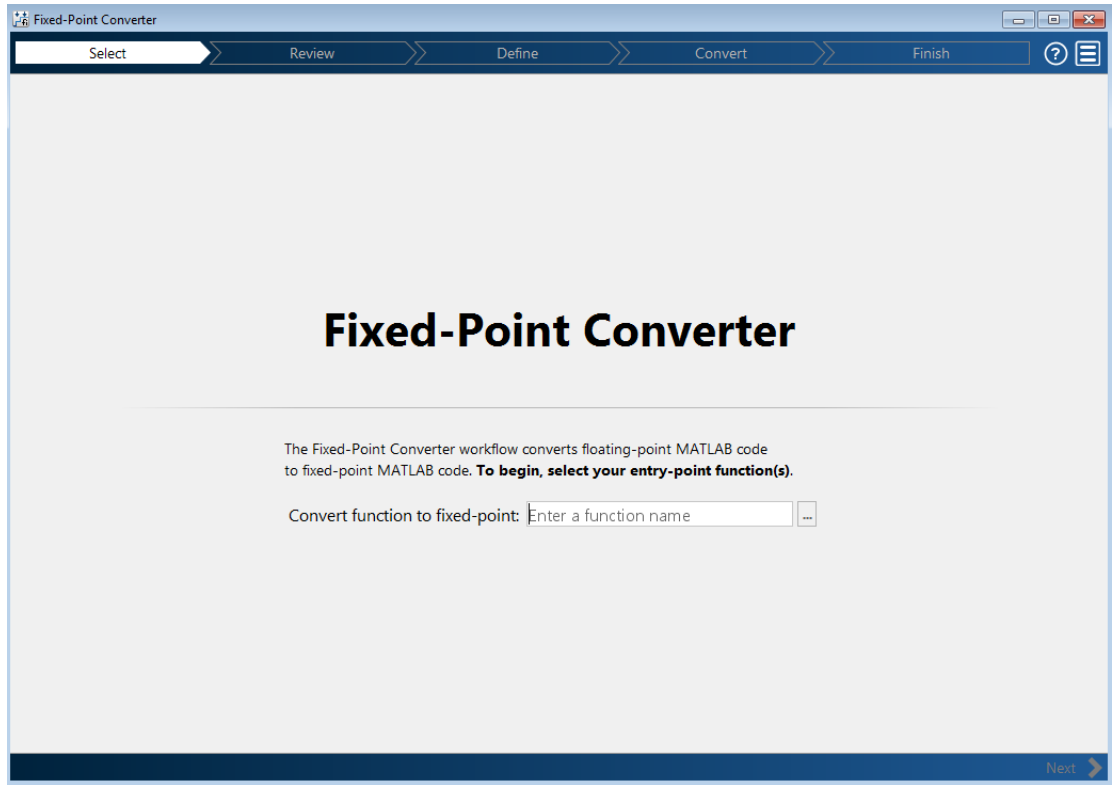 Fixed-Point Converter
Select Review Define Convert Finish ?
Fixed-Point Converter
The Fixed-Point Converter workflow converts floating-point MATLAB code
to fixed-point MATLAB code. To begin, select your entry-point function(s).
Convert function to fixed-point: Enter a function name ...
Next